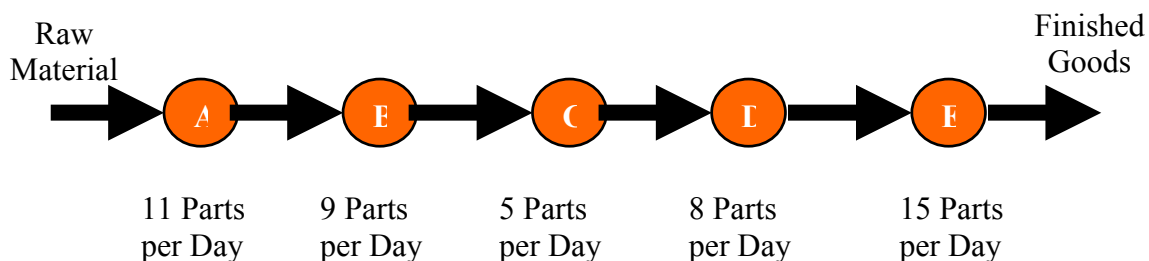 Raw
Material
Finished
Goods
A
B
C
D
E
11 Parts
per Day
9 Parts
per Day
5 Parts
per Day
8 Parts
per Day
15 Parts
per Day